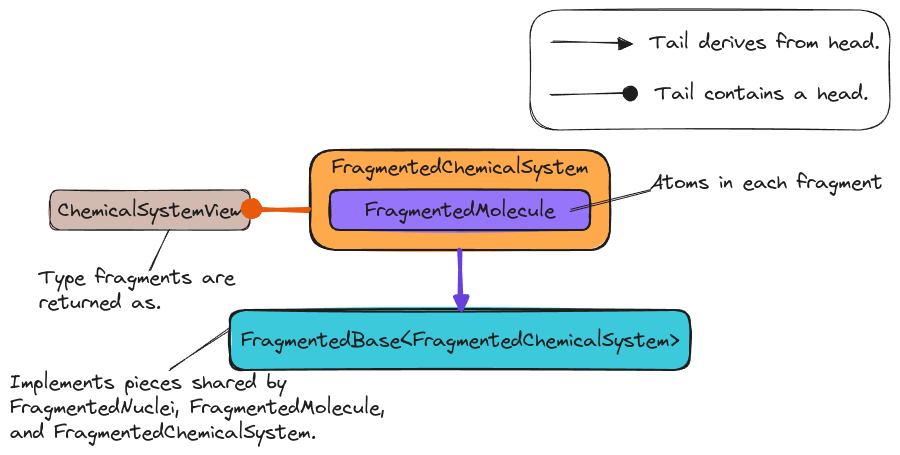 Tail derives from head.
Tail contains a head.
FragmentedChemicalSystem
Atoms in each fragment
ChemicalSystemView
FragmentedMolecule
Type fragments are
returned as.
FragmentedBase<FragmentedChemicalSystem>
Implements pieces shared by
FragmentedNuclei, FragmentedMolecule,
and FragmentedChemicalSystem.